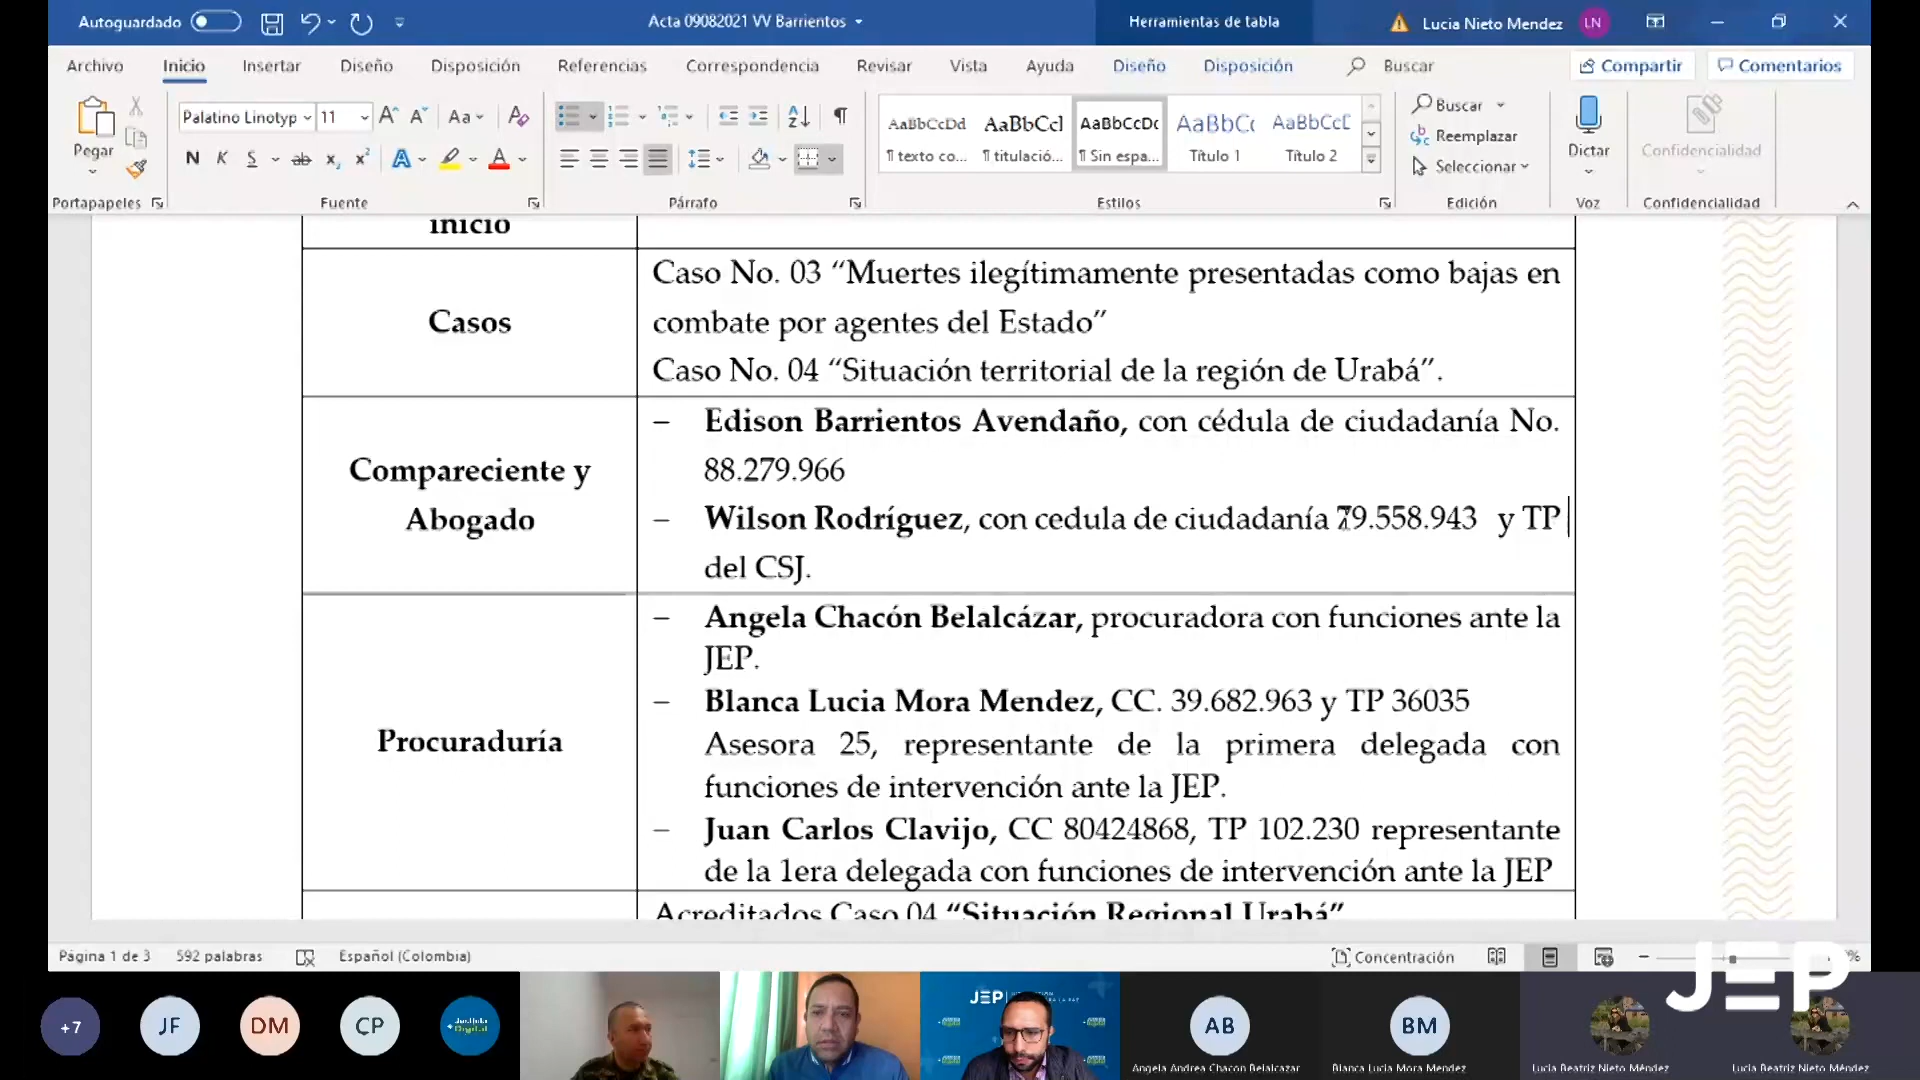 Autoguardado
Acta 09082021 VV Barrientos
Herramientas de tabla
Lucia Nieto Mendez
LN
Archivo Inicio Insertar Diseño Disposición Referencias Correspondencia Revisar Vista Ayuda Diseño Disposición Buscar Compartir Comentarios
Pegar
Palatino Linotyp 11
Aa
N K S ab x x² A A
AaBbCcDd AaBbCcl AaBbCcDc AaBbCc AaBbCcD
¶ texto co... ¶ titulació... ¶ Sin espa... Título 1 Título 2
Buscar
Reemplazar
Seleccionar
Dictar
Confidencialidad
Portapapeles Fuente Párrafo Estilos Edición Voz Confidencialidad
inicio
Casos
Caso No. 03 “Muertes ilegítimamente presentadas como bajas en
combate por agentes del Estado”
Caso No. 04 “Situación territorial de la región de Urabá”.
Compareciente y
Abogado
– Edison Barrientos Avendaño, con cédula de ciudadanía No.
88.279.966
– Wilson Rodríguez, con cedula de ciudadanía 79.558.943 y TP
del CSJ.
Procuraduría
– Angela Chacón Belalcázar, procuradora con funciones ante la
JEP.
– Blanca Lucia Mora Mendez, CC. 39.682.963 y TP 36035
Asesora 25, representante de la primera delegada con
funciones de intervención ante la JEP.
– Juan Carlos Clavijo, CC 80424868, TP 102.230 representante
de la 1era delegada con funciones de intervención ante la JEP
Acreditados Caso 04 “Situación Regional Urabá”
Página 1 de 3 592 palabras Español (Colombia) Concentración
JEP
+7 JF DM CP
JEP
AB BM
Angela Andrea Chacon Belalcazar
Blanca Lucia Mora Mendez
Lucia Beatriz Nieto Méndez
Lucia Beatriz Nieto Méndez